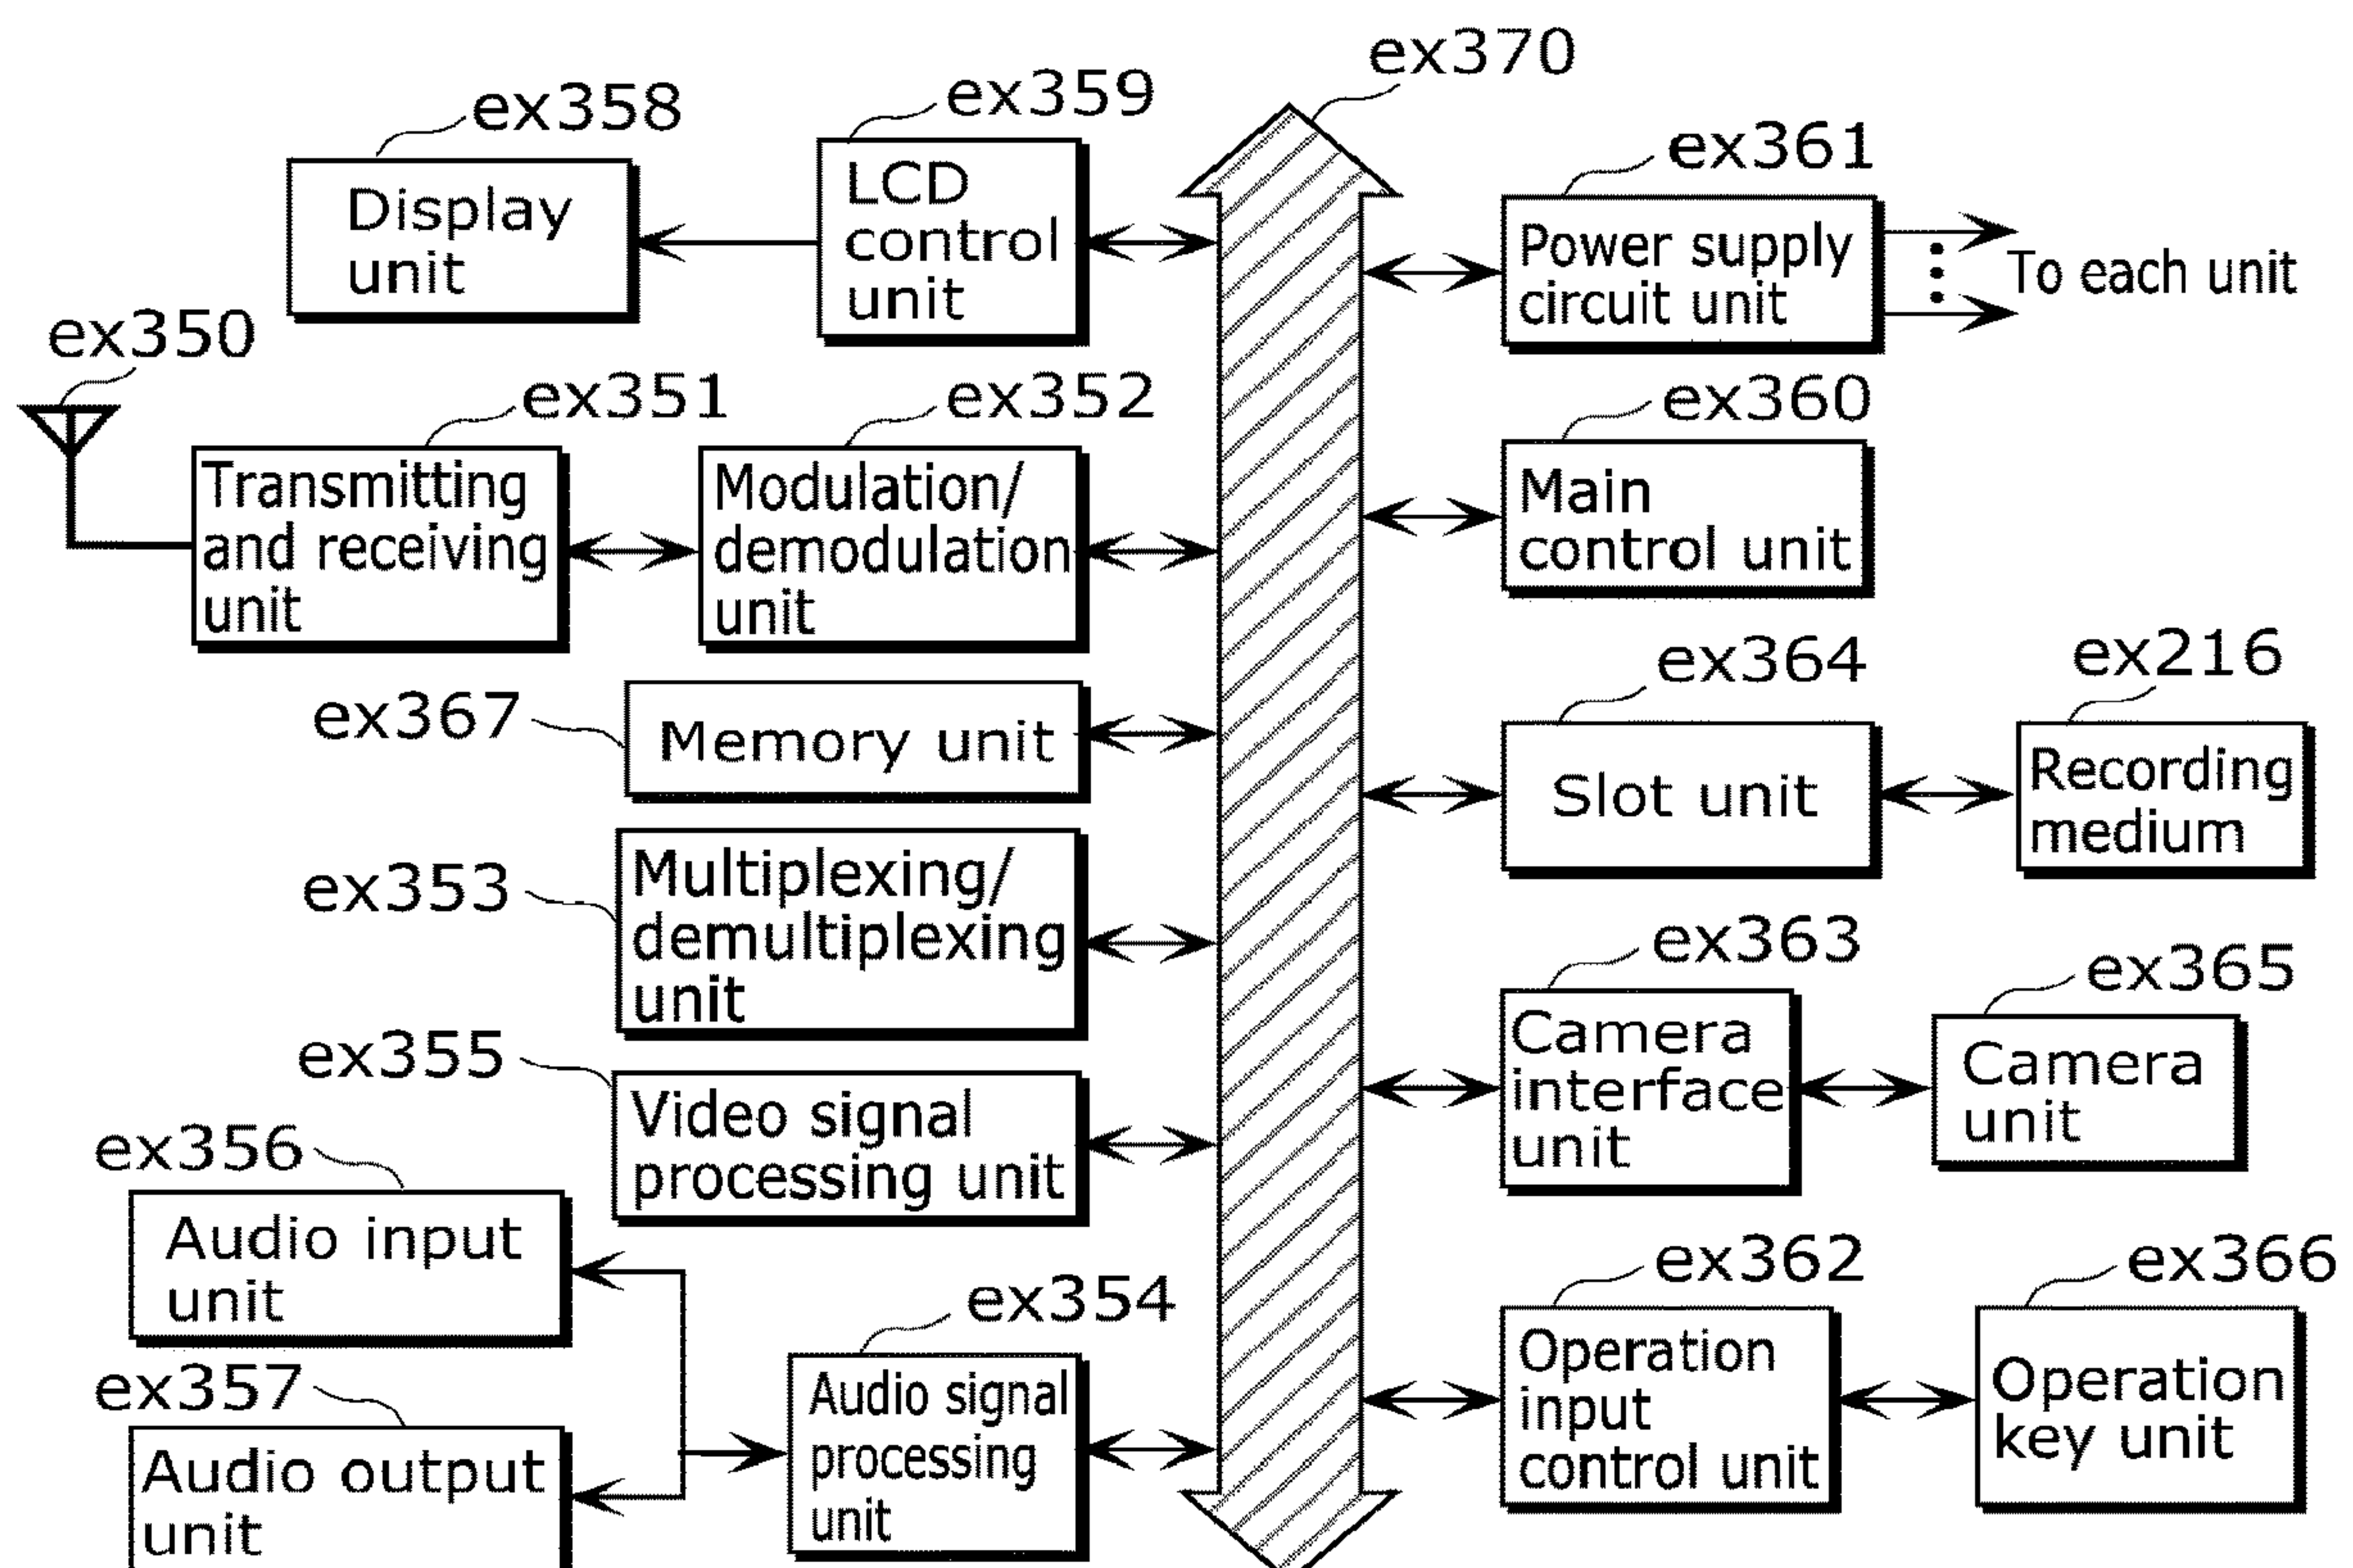 ex370
ex358
ex359
ex361
Display
unit
LCD
control
unit
Power supply
circuit unit
To each unit
ex350
ex351
ex352
ex360
Transmitting
and receiving
unit
Modulation/
demodulation
unit
Main
control unit
ex367
Memory unit
ex364
ex216
Slot unit
Recording
medium
ex353
Multiplexing/
demultiplexing
unit
ex363
ex365
Camera
interface
unit
Camera
unit
ex355
Video signal
processing unit
ex356
Audio input
unit
ex354
ex362
ex366
Audio signal
processing
unit
Operation
input
control unit
Operation
key unit
ex357
Audio output
unit